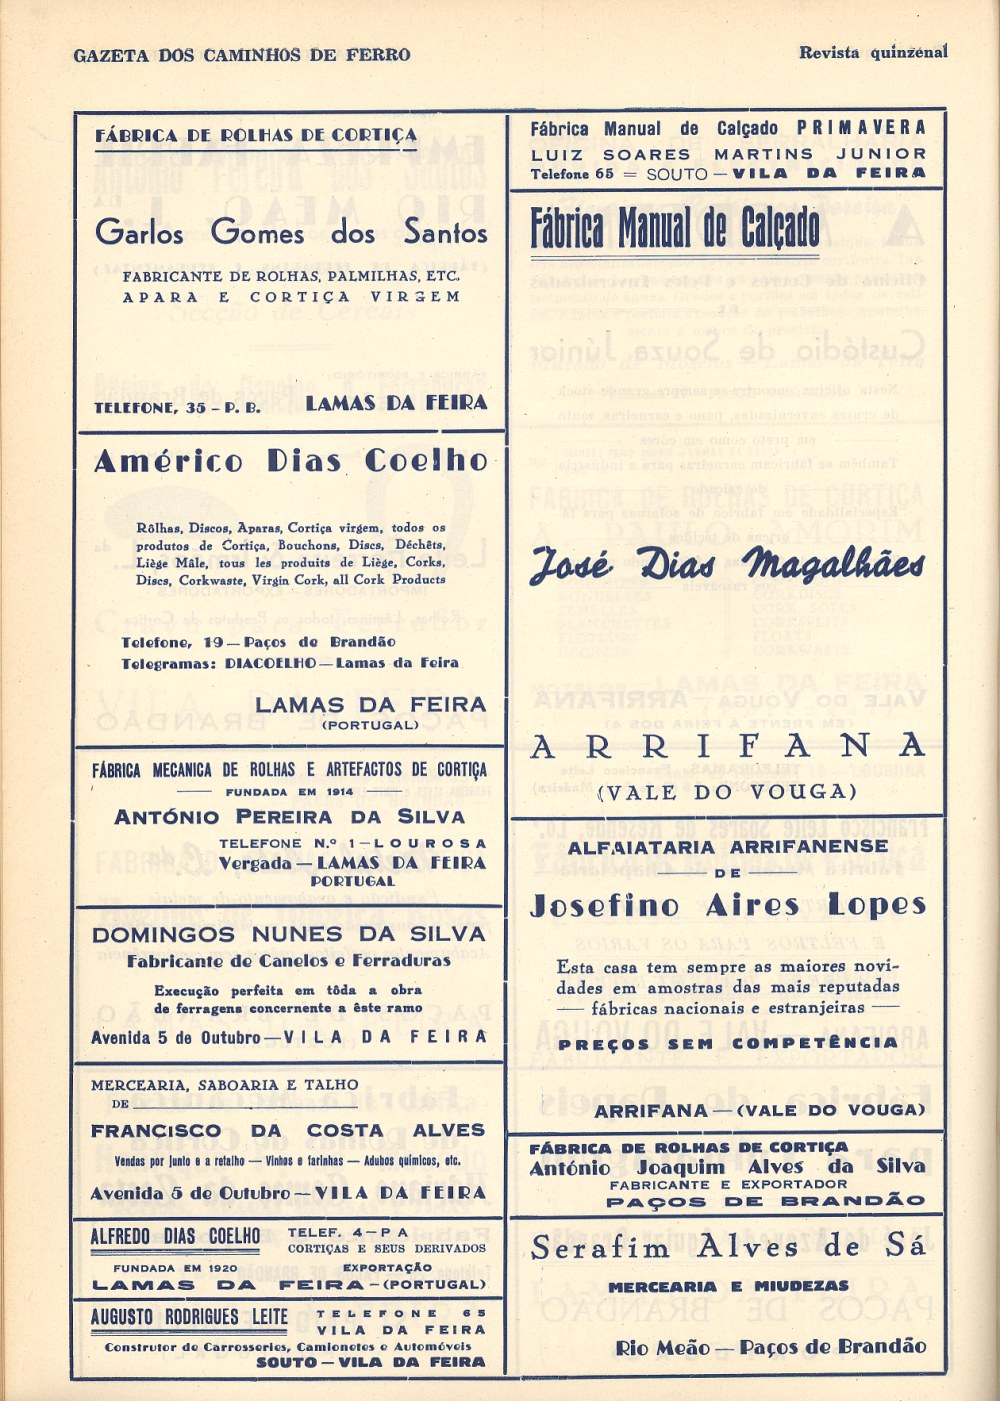 GAZETA DOS CAMINHOS DE FERRO
Revista quinzenal
FÁBRICA DE ROLHAS DE CORTIÇA
Garlos Gomes dos Santos
FABRICANTE DE ROLHAS, PALMILHAS, ETC.
APARA E CORTIÇA VIRGEM
TELEFONE, 35 - P. B. LAMAS DA FEIRA
Américo Dias Coelho
Rôlhas, Discos, Aparas, Cortiça virgem, todos os
produtos de Cortiça, Bouchons, Discs, Déchêts,
Liège Mâle, tous les produits de Liège, Corks,
Discs, Corkwaste, Virgin Cork, all Cork Products
Telefone, 19 — Paços de Brandão
Telegramas: DIACOELHO — Lamas da Feira
LAMAS DA FEIRA
(PORTUGAL)
FÁBRICA MECANICA DE ROLHAS E ARTEFACTOS DE CORTIÇA
FUNDADA EM 1914
ANTÓNIO PEREIRA DA SILVA
TELEFONE N.º 1 — LOUROSA
Vergada — LAMAS DA FEIRA
PORTUGAL
DOMINGOS NUNES DA SILVA
Fabricante de Canelos e Ferraduras
Execução perfeita em tôda a obra
de ferragens concernente a êste ramo
Avenida 5 de Outubro — VILA DA FEIRA
MERCEARIA, SABOARIA E TALHO
DE
FRANCISCO DA COSTA ALVES
Vendas por junto e a retalho — Vinhos e farinhas — Adubos químicos, etc.
Avenida 5 de Outubro — VILA DA FEIRA
ALFREDO DIAS COELHO TELEF. 4 — P A
CORTIÇAS E SEUS DERIVADOS
FUNDADA EM 1920 EXPORTAÇÃO
LAMAS DA FEIRA — (PORTUGAL)
AUGUSTO RODRIGUES LEITE TELEFONE 65
VILA DA FEIRA
Construtor de Carrosseries, Camionetes e Automóveis
SOUTO — VILA DA FEIRA
Fábrica Manual de Calçado PRIMAVERA
LUIZ SOARES MARTINS JUNIOR
Telefone 65 = SOUTO — VILA DA FEIRA
Fábrica Manual de Calçado
José Dias Magalhães
ARRIFANA
(VALE DO VOUGA)
ALFAIATARIA ARRIFANENSE
DE
Josefino Aires Lopes
Esta casa tem sempre as maiores novi-
dades em amostras das mais reputadas
— fábricas nacionais e estranjeiras —
PREÇOS SEM COMPETÊNCIA
ARRIFANA — (VALE DO VOUGA)
FÁBRICA DE ROLHAS DE CORTIÇA
António Joaquim Alves da Silva
FABRICANTE E EXPORTADOR
PAÇOS DE BRANDÃO
Serafim Alves de Sá
MERCEARIA E MIUDEZAS
Rio Meão — Paços de Brandão